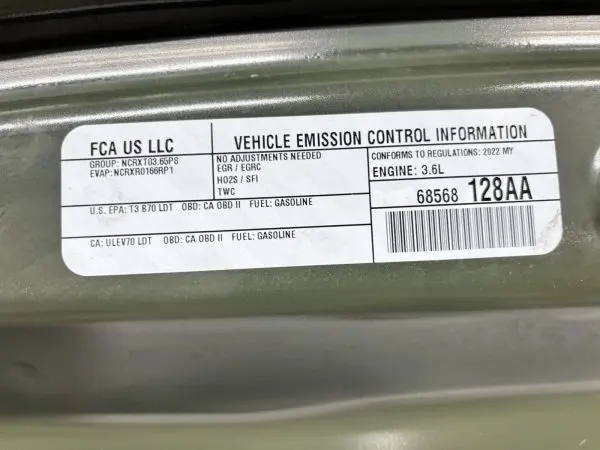 FCA US LLC
GROUP: NCRXT03.65P8
EVAP: NCRXR0166RP1
VEHICLE EMISSION CONTROL INFORMATION
NO ADJUSTMENTS NEEDED
EGR / EGRC
HO2S / SFI
TWC
CONFORMS TO REGULATIONS: 2022 MY
ENGINE: 3.6L
68568 128AA
U.S. EPA: T3 B70 LDT OBD: CA OBD II FUEL: GASOLINE
CA: ULEV70 LDT OBD: CA OBD II FUEL: GASOLINE